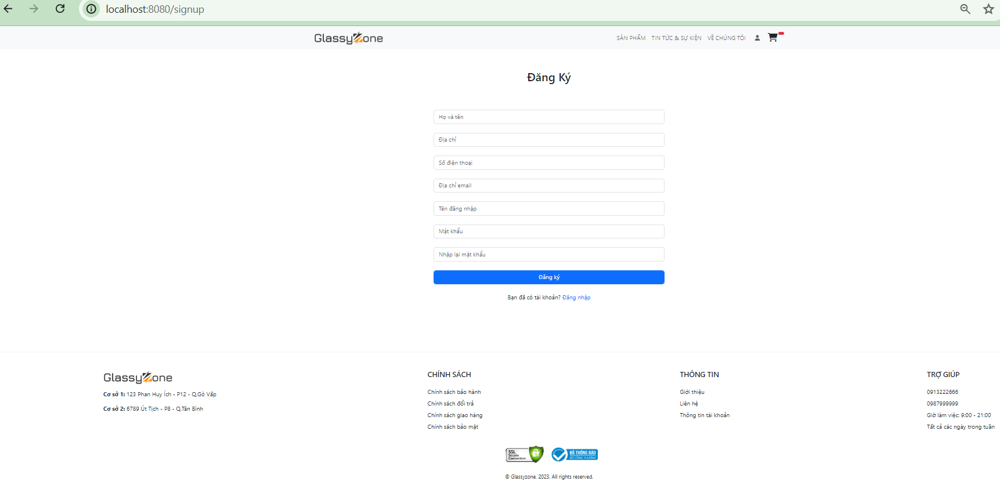 localhost:8080/signup
GlassyZone
SẢN PHẨM TIN TỨC & SỰ KIỆN VỀ CHÚNG TÔI
Đăng Ký
Họ và tên
Địa chỉ
Số điện thoại
Địa chỉ email
Tên đăng nhập
Mật khẩu
Nhập lại mật khẩu
Đăng ký
Bạn đã có tài khoản? Đăng nhập
GlassyZone
Cơ sở 1: 123 Phan Huy Ích - P12 - Q.Gò Vấp
Cơ sở 2: 6789 Út Tịch - P8 - Q.Tân Bình
CHÍNH SÁCH
Chính sách bảo hành
Chính sách đổi trả
Chính sách giao hàng
Chính sách bảo mật
THÔNG TIN
Giới thiệu
Liên hệ
Thông tin tài khoản
TRỢ GIÚP
0913222666
0987999999
Giờ làm việc: 9:00 - 21:00
Tất cả các ngày trong tuần
SSL
Secure
Connection
ĐÃ THÔNG BÁO
BỘ CÔNG THƯƠNG
© Glassyzone, 2023. All rights reserved.